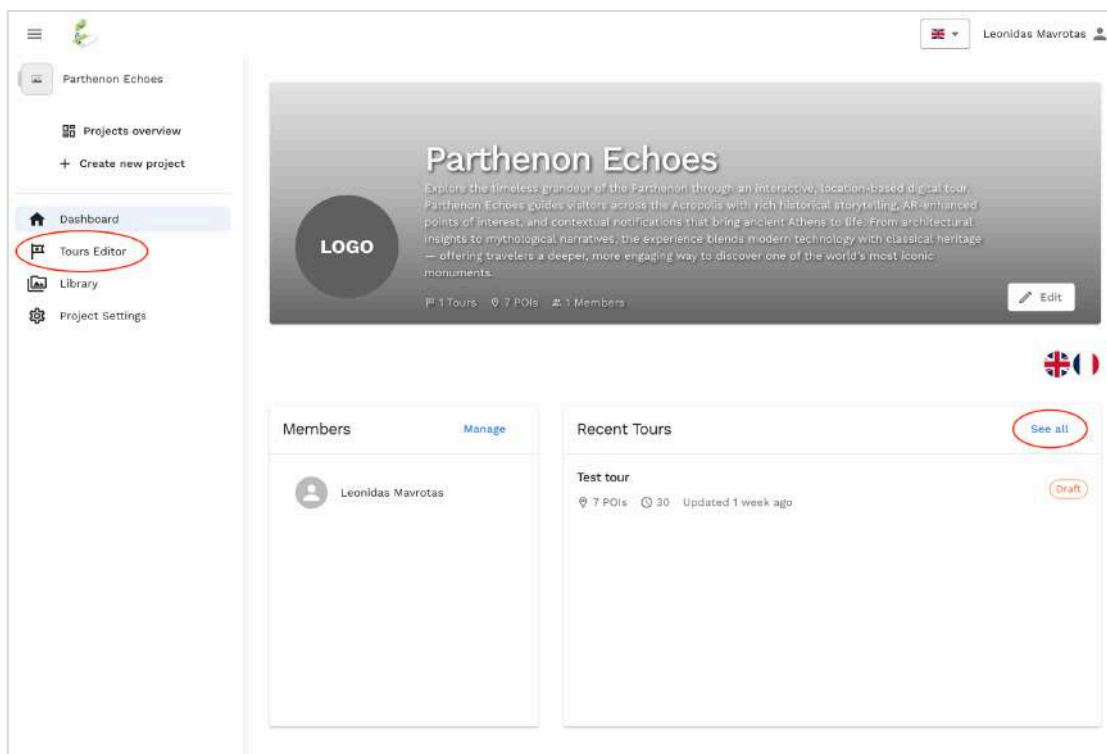 Leonidas Mavrotas
Parthenon Echoes
Projects overview
+ Create new project
Dashboard
Tours Editor
Library
Project Settings
Parthenon Echoes
Explore the timeless grandeur of the Parthenon through an interactive, location-based digital tour.
Parthenon Echoes guides visitors across the Acropolis with rich historical storytelling, AR-enhanced
points of interest, and contextual notifications that bring ancient Athens to life. From architectural
insights to mythological narratives, the experience blends modern technology with classical heritage
— offering travelers a deeper, more engaging way to discover one of the world's most iconic
monuments.
LOGO
1 Tours 7 POIs 1 Members
Edit
Members Manage
Leonidas Mavrotas
Recent Tours See all
Test tour
7 POIs 30 Updated 1 week ago
Draft